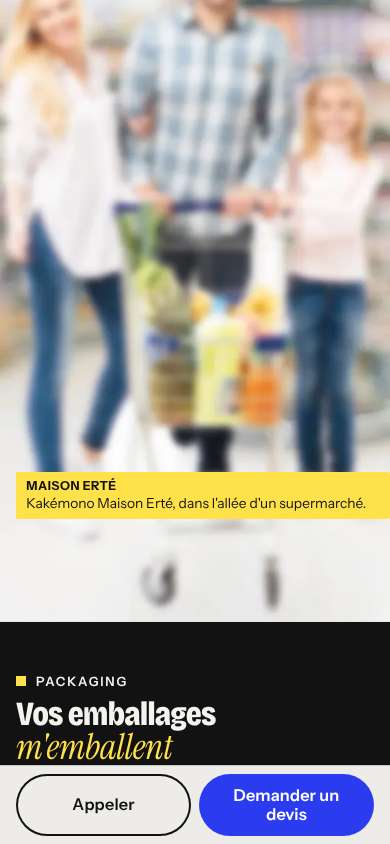 MAISON ERTÉ
Kakémono Maison Erté, dans l'allée d'un supermarché.
PACKAGING
Vos emballages
m'emballent
Appeler
Demander un
devis